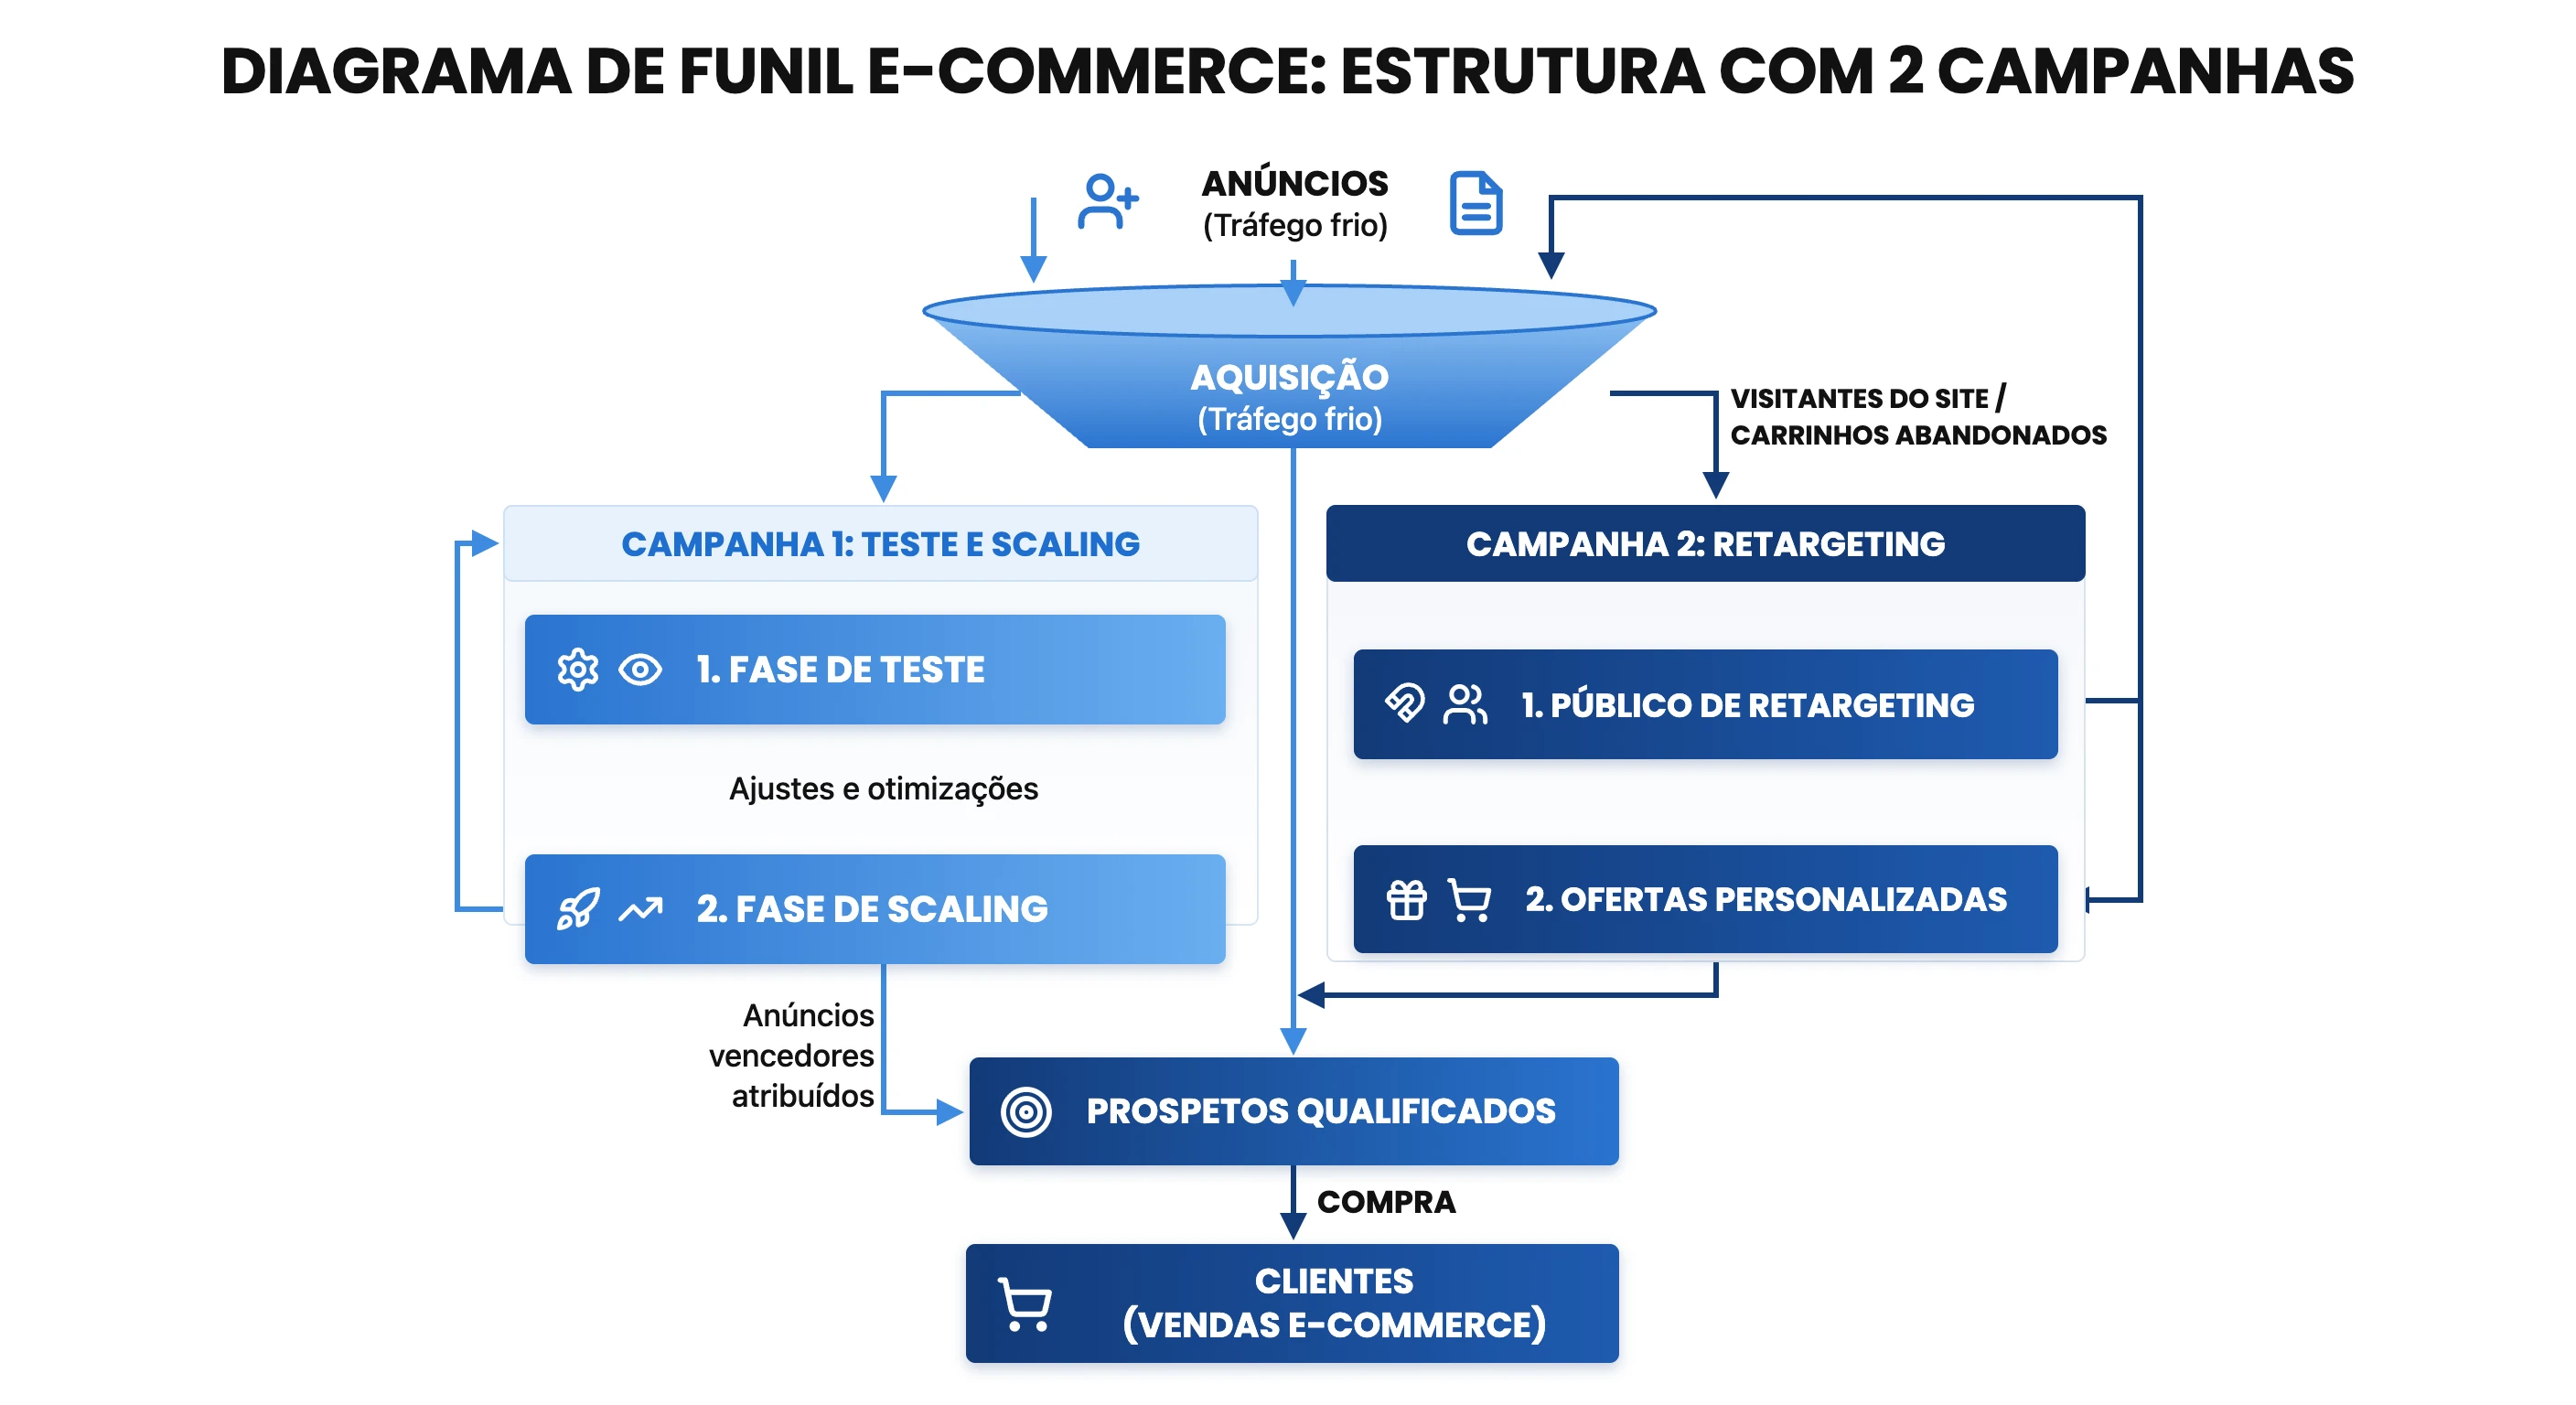 DIAGRAMA DE FUNIL E-COMMERCE: ESTRUTURA COM 2 CAMPANHAS
ANÚNCIOS
(Tráfego frio)
AQUISIÇÃO
(Tráfego frio)
VISITANTES DO SITE /
CARRINHOS ABANDONADOS
CAMPANHA 1: TESTE E SCALING
1. FASE DE TESTE
Ajustes e otimizações
2. FASE DE SCALING
Anúncios
vencedores
atribuídos
CAMPANHA 2: RETARGETING
1. PÚBLICO DE RETARGETING
2. OFERTAS PERSONALIZADAS
PROSPETOS QUALIFICADOS
COMPRA
CLIENTES
(VENDAS E-COMMERCE)